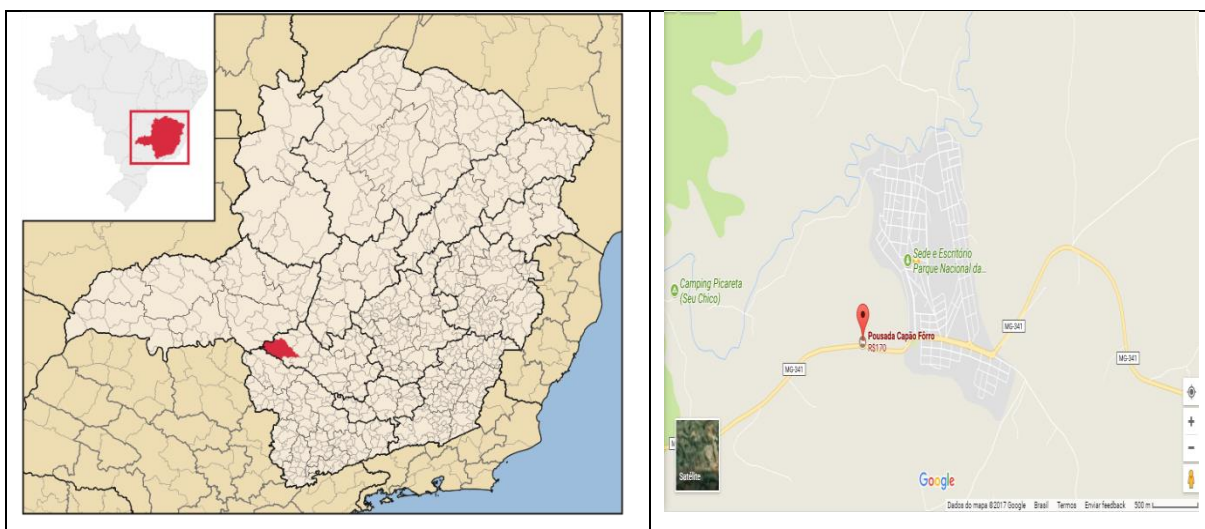 Sede e Escritório
Parque Nacional da...
Camping Picareta
(Seu Chico)
Pousada Capão Fôrro
R$170
MG-341
MG-341
MG-341
Satélite
Google
Dados do mapa ©2017 Google Brasil Termos Enviar feedback 500 m